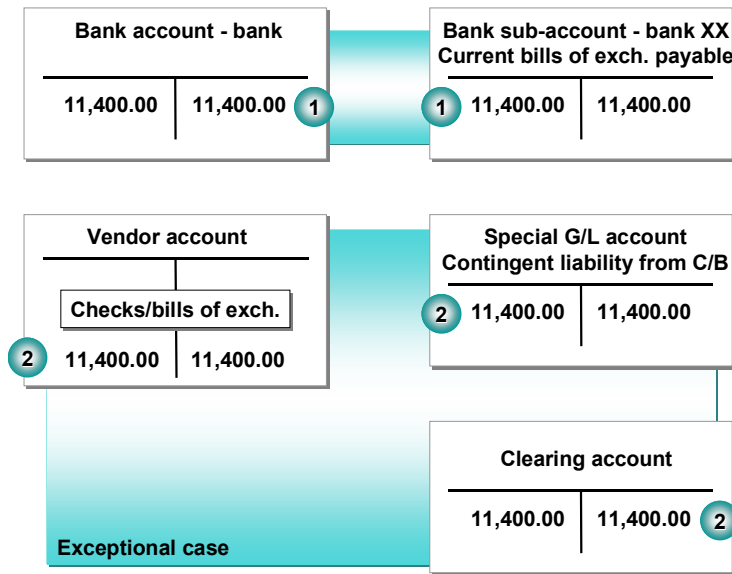 Bank account - bank
11,400.00 11,400.00 1
Bank sub-account - bank XX
Current bills of exch. payable
1 11,400.00 11,400.00
Vendor account
Checks/bills of exch.
2 11,400.00 11,400.00
Special G/L account
Contingent liability from C/B
2 11,400.00 11,400.00
Clearing account
11,400.00 11,400.00 2
Exceptional case